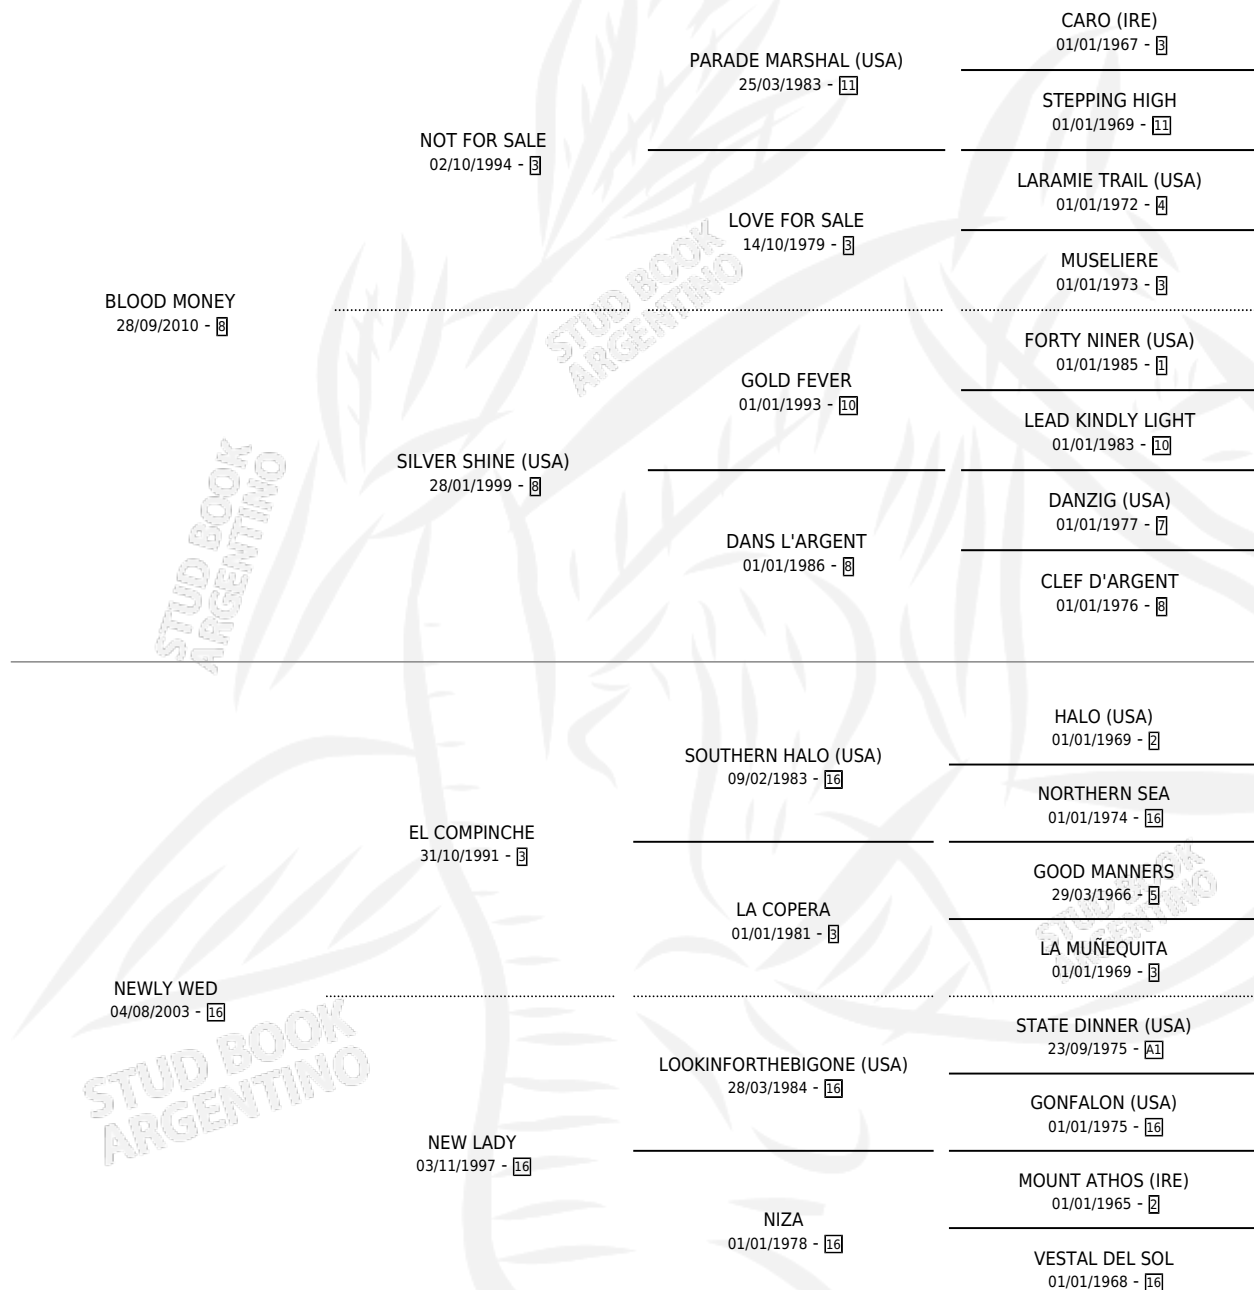 CARO (IRE)
01/01/1967 - 3
PARADE MARSHAL (USA)
25/03/1983 - 11
STEPPING HIGH
01/01/1969 - 11
NOT FOR SALE
02/10/1994 - 3
LARAMIE TRAIL (USA)
01/01/1972 - 4
LOVE FOR SALE
14/10/1979 - 3
MUSELIERE
01/01/1973 - 3
BLOOD MONEY
28/09/2010 - 8
STUD BOOK
ARGENTINO
FORTY NINER (USA)
01/01/1985 - 1
GOLD FEVER
01/01/1993 - 10
LEAD KINDLY LIGHT
01/01/1983 - 10
SILVER SHINE (USA)
28/01/1999 - 8
DANZIG (USA)
01/01/1977 - 7
DANS L'ARGENT
01/01/1986 - 8
CLEF D'ARGENT
01/01/1976 - 8
STUD BOOK
ARGENTINO
HALO (USA)
01/01/1969 - 2
SOUTHERN HALO (USA)
09/02/1983 - 16
NORTHERN SEA
01/01/1974 - 16
EL COMPINCHE
31/10/1991 - 3
GOOD MANNERS
29/03/1966 - 5
LA COPERA
01/01/1981 - 3
LA MUÑEQUITA
01/01/1969 - 3
STUD BOOK
ARGENTINO
NEWLY WED
04/08/2003 - 16
STATE DINNER (USA)
23/09/1975 - A1
LOOKINFORTHEBIGONE (USA)
28/03/1984 - 16
GONFALON (USA)
01/01/1975 - 16
STUD BOOK
ARGENTINO
NEW LADY
03/11/1997 - 16
MOUNT ATHOS (IRE)
01/01/1965 - 2
NIZA
01/01/1978 - 16
VESTAL DEL SOL
01/01/1968 - 16